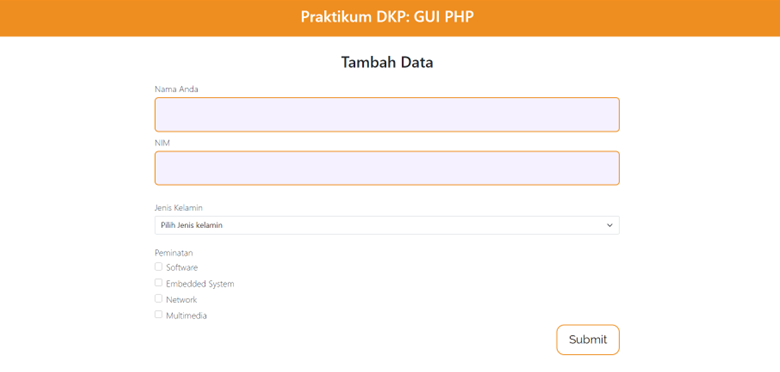 Praktikum DKP: GUI PHP
Tambah Data
Nama Anda
NIM
Jenis Kelamin
Pilih Jenis kelamin
Peminatan
Software
Embedded System
Network
Multimedia
Submit